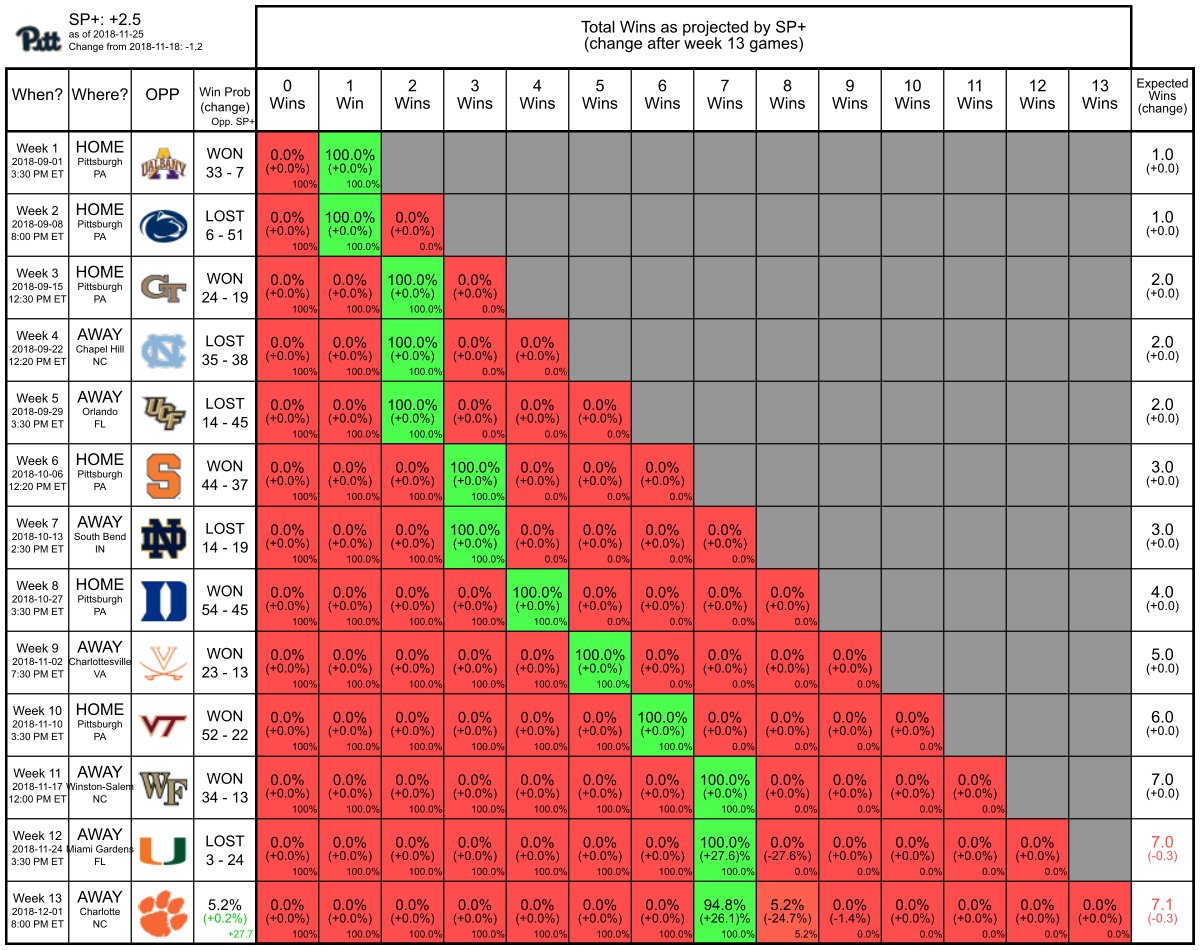 Pitt
SP+: +2.5
as of 2018-11-25
Change from 2018-11-18: -1.2
Total Wins as projected by SP+
(change after week 13 games)
When? Where? OPP Win Prob (change) Opp. SP+ 0 Wins 1 Win 2 Wins 3 Wins 4 Wins 5 Wins 6 Wins 7 Wins 8 Wins 9 Wins 10 Wins 11 Wins 12 Wins 13 Wins Expected Wins (change)
Week 1 HOME UALBANY WON 0.0% 100.0% 1.0
2018-09-01 Pittsburgh 33 - 7 (+0.0%) (+0.0%) (+0.0)
3:30 PM ET PA 100% 100.0%
Week 2 HOME LOST 0.0% 100.0% 0.0% 1.0
2018-09-08 Pittsburgh 6 - 51 (+0.0%) (+0.0%) (+0.0%) (+0.0)
8:00 PM ET PA 100% 100.0% 0.0%
Week 3 HOME GT WON 0.0% 0.0% 100.0% 0.0% 2.0
2018-09-15 Pittsburgh 24 - 19 (+0.0%) (+0.0%) (+0.0%) (+0.0%) (+0.0)
12:30 PM ET PA 100% 100.0% 100.0% 0.0%
Week 4 AWAY NC LOST 0.0% 0.0% 100.0% 0.0% 0.0% 2.0
2018-09-22 Chapel Hill 35 - 38 (+0.0%) (+0.0%) (+0.0%) (+0.0%) (+0.0%) (+0.0)
12:20 PM ET NC 100% 100.0% 100.0% 0.0% 0.0%
Week 5 AWAY UCF LOST 0.0% 0.0% 100.0% 0.0% 0.0% 0.0% 2.0
2018-09-29 Orlando 14 - 45 (+0.0%) (+0.0%) (+0.0%) (+0.0%) (+0.0%) (+0.0%) (+0.0)
3:30 PM ET FL 100% 100.0% 100.0% 0.0% 0.0% 0.0%
Week 6 HOME S WON 0.0% 0.0% 0.0% 100.0% 0.0% 0.0% 0.0% 3.0
2018-10-06 Pittsburgh 44 - 37 (+0.0%) (+0.0%) (+0.0%) (+0.0%) (+0.0%) (+0.0%) (+0.0%) (+0.0)
12:20 PM ET PA 100% 100.0% 100.0% 100.0% 0.0% 0.0% 0.0%
Week 7 AWAY ND LOST 0.0% 0.0% 0.0% 100.0% 0.0% 0.0% 0.0% 0.0% 3.0
2018-10-13 South Bend 14 - 19 (+0.0%) (+0.0%) (+0.0%) (+0.0%) (+0.0%) (+0.0%) (+0.0%) (+0.0%) (+0.0)
2:30 PM ET IN 100% 100.0% 100.0% 100.0% 0.0% 0.0% 0.0% 0.0%
Week 8 HOME D WON 0.0% 0.0% 0.0% 0.0% 100.0% 0.0% 0.0% 0.0% 0.0% 4.0
2018-10-27 Pittsburgh 54 - 45 (+0.0%) (+0.0%) (+0.0%) (+0.0%) (+0.0%) (+0.0%) (+0.0%) (+0.0%) (+0.0%) (+0.0)
3:30 PM ET PA 100% 100.0% 100.0% 100.0% 100.0% 0.0% 0.0% 0.0% 0.0%
Week 9 AWAY V WON 0.0% 0.0% 0.0% 0.0% 0.0% 100.0% 0.0% 0.0% 0.0% 0.0% 5.0
2018-11-02 Charlottesville 23 - 13 (+0.0%) (+0.0%) (+0.0%) (+0.0%) (+0.0%) (+0.0%) (+0.0%) (+0.0%) (+0.0%) (+0.0%) (+0.0)
7:30 PM ET VA 100% 100.0% 100.0% 100.0% 100.0% 100.0% 0.0% 0.0% 0.0% 0.0%
Week 10 HOME VT WON 0.0% 0.0% 0.0% 0.0% 0.0% 0.0% 100.0% 0.0% 0.0% 0.0% 0.0% 6.0
2018-11-10 Pittsburgh 52 - 22 (+0.0%) (+0.0%) (+0.0%) (+0.0%) (+0.0%) (+0.0%) (+0.0%) (+0.0%) (+0.0%) (+0.0%) (+0.0%) (+0.0)
3:30 PM ET PA 100% 100.0% 100.0% 100.0% 100.0% 100.0% 100.0% 0.0% 0.0% 0.0% 0.0%
Week 11 AWAY WF WON 0.0% 0.0% 0.0% 0.0% 0.0% 0.0% 0.0% 100.0% 0.0% 0.0% 0.0% 0.0% 7.0
2018-11-17 Winston-Salem 34 - 13 (+0.0%) (+0.0%) (+0.0%) (+0.0%) (+0.0%) (+0.0%) (+0.0%) (+0.0%) (+0.0%) (+0.0%) (+0.0%) (+0.0%) (+0.0)
12:00 PM ET NC 100% 100.0% 100.0% 100.0% 100.0% 100.0% 100.0% 100.0% 0.0% 0.0% 0.0% 0.0%
Week 12 AWAY U LOST 0.0% 0.0% 0.0% 0.0% 0.0% 0.0% 0.0% 100.0% 0.0% 0.0% 0.0% 0.0% 0.0% 7.0
2018-11-24 Miami Gardens 3 - 24 (+0.0%) (+0.0%) (+0.0%) (+0.0%) (+0.0%) (+0.0%) (+0.0%) (+27.6)% (-27.6%) (+0.0%) (+0.0%) (+0.0%) (+0.0%) (-0.3)
3:30 PM ET FL 100% 100.0% 100.0% 100.0% 100.0% 100.0% 100.0% 100.0% 0.0% 0.0% 0.0% 0.0% 0.0%
Week 13 AWAY 5.2% 0.0% 0.0% 0.0% 0.0% 0.0% 0.0% 0.0% 94.8% 5.2% 0.0% 0.0% 0.0% 0.0% 0.0% 7.1
2018-12-01 Charlotte (+0.2%) (+0.0%) (+0.0%) (+0.0%) (+0.0%) (+0.0%) (+0.0%) (+0.0%) (+26.1)% (-24.7%) (-1.4%) (+0.0%) (+0.0%) (+0.0%) (+0.0%) (-0.3)
8:00 PM ET NC +27.7 100% 100.0% 100.0% 100.0% 100.0% 100.0% 100.0% 100.0% 5.2% 0.0% 0.0% 0.0% 0.0% 0.0%